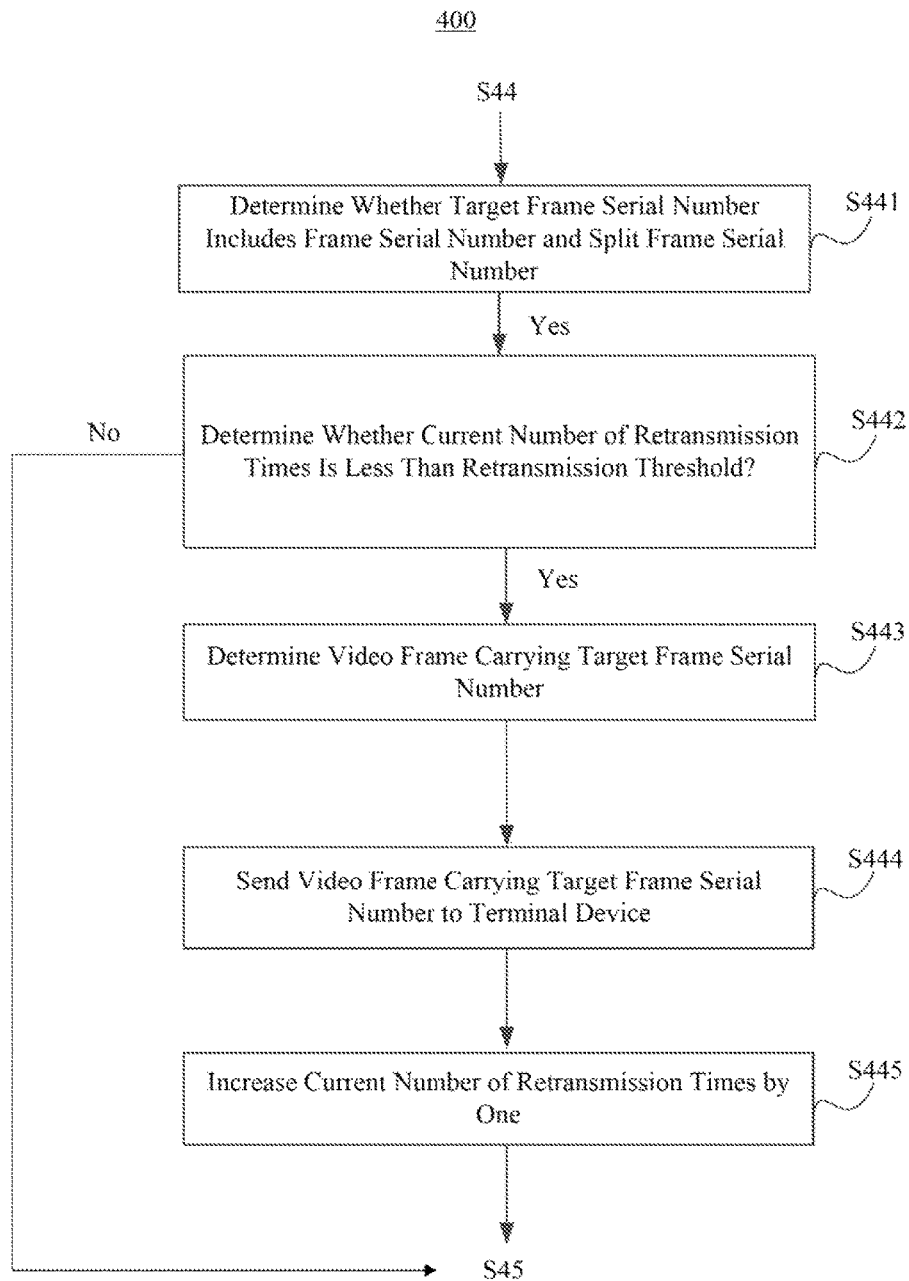 400
S44
Determine Whether Target Frame Serial Number
Includes Frame Serial Number and Split Frame Serial
Number
S441
Yes
No
Determine Whether Current Number of Retransmission
Times Is Less Than Retransmission Threshold?
S442
Yes
Determine Video Frame Carrying Target Frame Serial
Number
S443
Send Video Frame Carrying Target Frame Serial
Number to Terminal Device
S444
Increase Current Number of Retransmission Times by
One
S445
S45